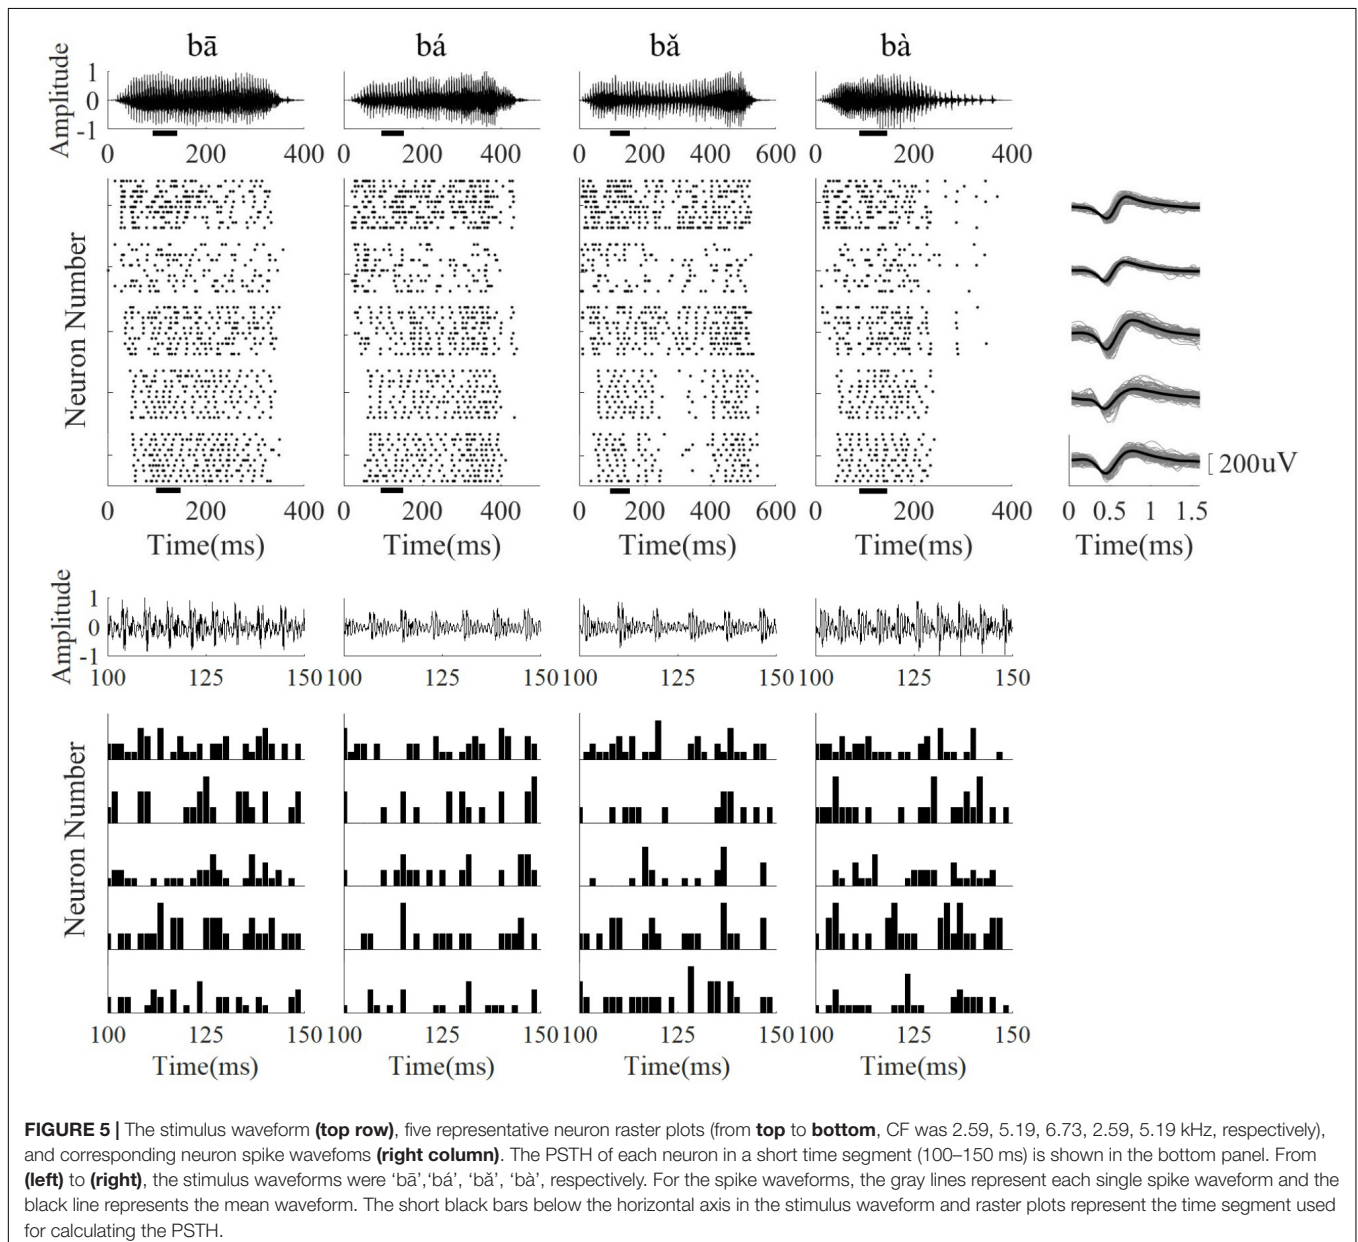 bā bá bǎ bà
Amplitude
1
0
-1
0 200 400 0 200 400 0 200 400 600 0 200 400
Neuron Number
200uV
0 200 400 0 200 400 0 200 400 600 0 200 400 0 0.5 1 1.5
Time(ms) Time(ms) Time(ms) Time(ms) Time(ms)
Amplitude
1
0
-1
100 125 150 100 125 150 100 125 150 100 125 150
Neuron Number
100 125 150 100 125 150 100 125 150 100 125 150
Time(ms) Time(ms) Time(ms) Time(ms)
FIGURE 5 | The stimulus waveform (top row), five representative neuron raster plots (from top to bottom, CF was 2.59, 5.19, 6.73, 2.59, 5.19 kHz, respectively),
and corresponding neuron spike wavefoms (right column). The PSTH of each neuron in a short time segment (100–150 ms) is shown in the bottom panel. From
(left) to (right), the stimulus waveforms were ‘bā’,‘bá’, ‘bǎ’, ‘bà’, respectively. For the spike waveforms, the gray lines represent each single spike waveform and the
black line represents the mean waveform. The short black bars below the horizontal axis in the stimulus waveform and raster plots represent the time segment used
for calculating the PSTH.